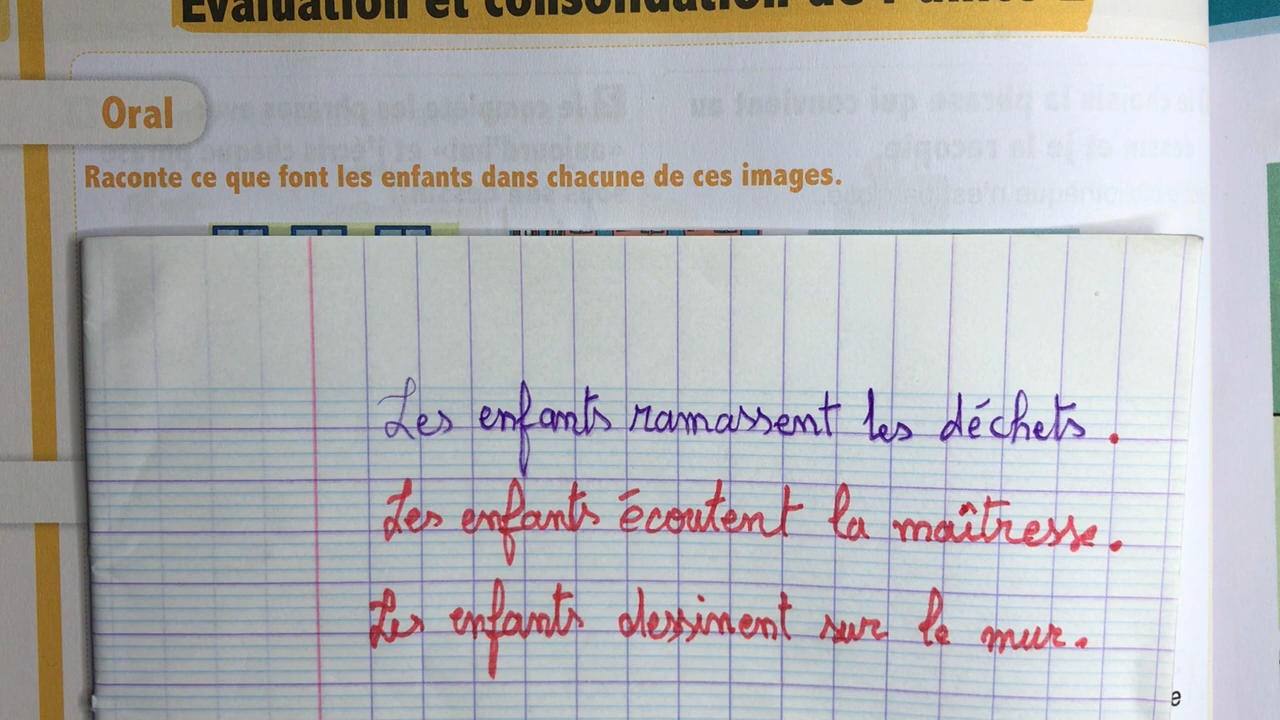 Évaluation et consolidation de l'unité
Oral
Raconte ce que font les enfants dans chacune de ces images.
Les enfants ramassent les déchets.
Les enfants écoutent la maîtresse.
Les enfants dessinent sur le mur.
e